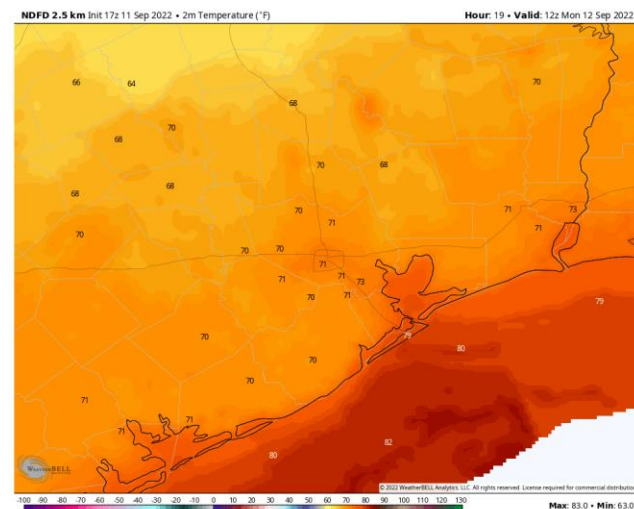 NDFD 2.5 km Init 17z 11 Sep 2022 • 2m Temperature (°F)
Hour: 19 • Valid: 12z Mon 12 Sep 2022
66 64 70
68
68 70
70 68
68 68
70 71 71 73
70 71
70 70
71
71 71 73
70 71
79
79
80
70
70
70
71
71
71
80
82
WEATHERBELL
© 2022 WeatherBELL Analytics, LLC. All rights reserved. License required for commercial distribution
-100 -90 -80 -70 -60 -50 -40 -30 -20 -10 0 10 20 30 40 50 60 70 80 90 100 110 120 130
Max: 83.0 • Min: 63.0